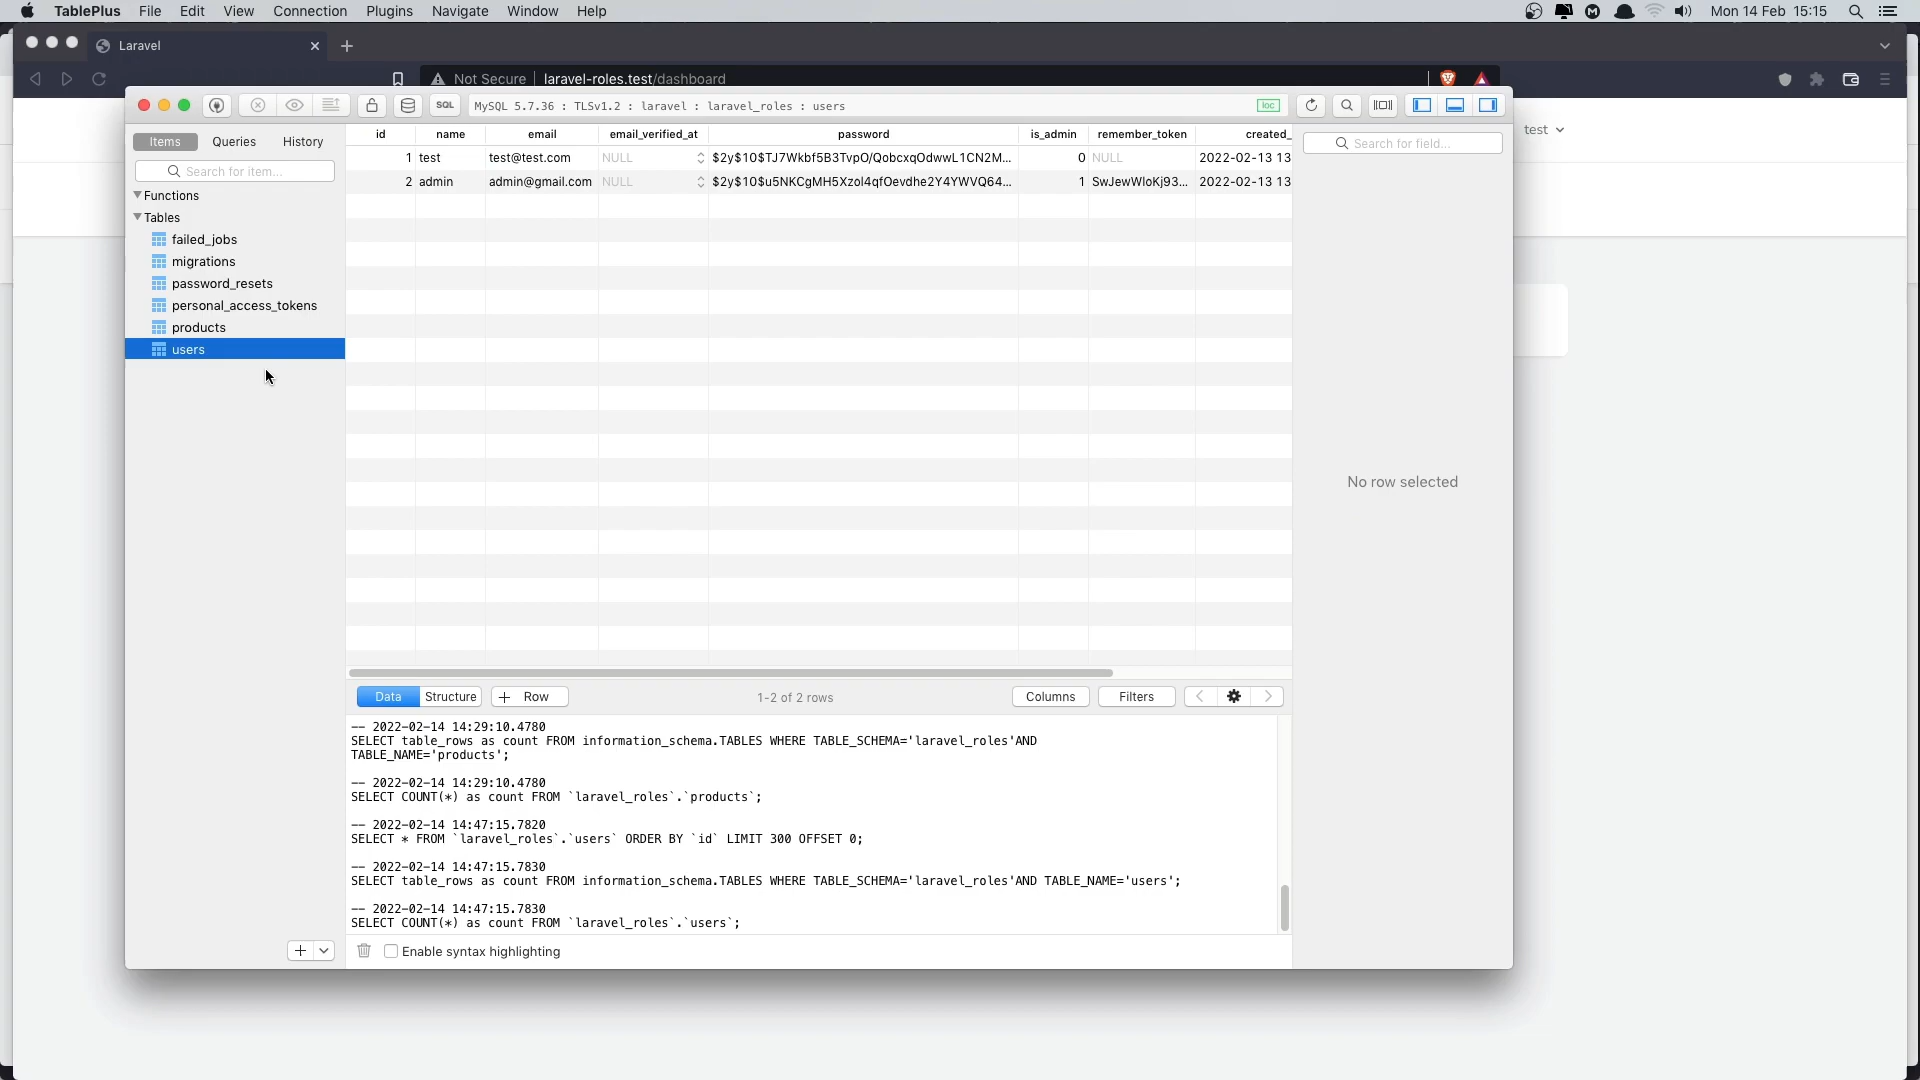 TablePlus File Edit View Connection Plugins Navigate Window Help Mon 14 Feb 15:15
Laravel
Not Secure laravel-roles.test/dashboard
SQL MySQL 5.7.36 : TLSv1.2 : laravel : laravel_roles : users loc
Items Queries History
Search for item...
Functions
Tables
failed_jobs
migrations
password_resets
personal_access_tokens
products
users
id name email email_verified_at password is_admin remember_token created_
1 test test@test.com NULL $2y$10$TJ7Wkbf5B3TvpO/QobcxqOdwwL1CN2M... 0 NULL 2022-02-13 13
2 admin admin@gmail.com NULL $2y$10$u5NKCgMH5Xzol4qfOevdhe2Y4YWVQ64... 1 SwJewWloKj93... 2022-02-13 13
Search for field...
test
No row selected
Data Structure + Row 1-2 of 2 rows Columns Filters
-- 2022-02-14 14:29:10.4780
SELECT table_rows as count FROM information_schema.TABLES WHERE TABLE_SCHEMA='laravel_roles'AND
TABLE_NAME='products';
-- 2022-02-14 14:29:10.4780
SELECT COUNT(*) as count FROM `laravel_roles`.`products`;
-- 2022-02-14 14:47:15.7820
SELECT * FROM `laravel_roles`.`users` ORDER BY `id` LIMIT 300 OFFSET 0;
-- 2022-02-14 14:47:15.7830
SELECT table_rows as count FROM information_schema.TABLES WHERE TABLE_SCHEMA='laravel_roles'AND TABLE_NAME='users';
-- 2022-02-14 14:47:15.7830
SELECT COUNT(*) as count FROM `laravel_roles`.`users`;
Enable syntax highlighting